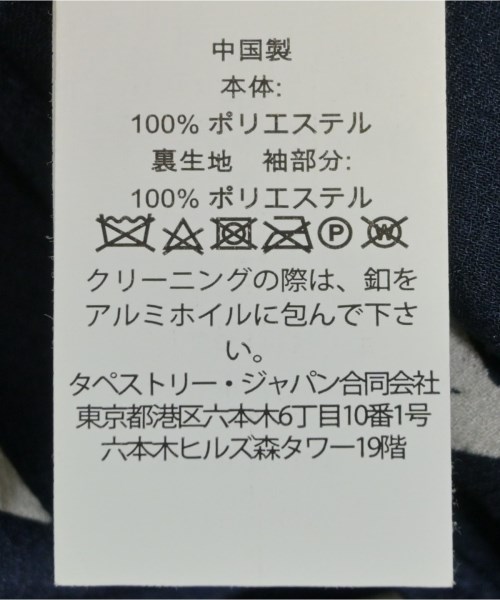 中国製
本体:
100% ポリエステル
裏生地　袖部分:
100% ポリエステル
P W
クリーニングの際は、釦を
アルミホイルに包んで下さ
い。
タペストリー・ジャパン合同会社
東京都港区六本木6丁目10番1号
六本木ヒルズ森タワー19階